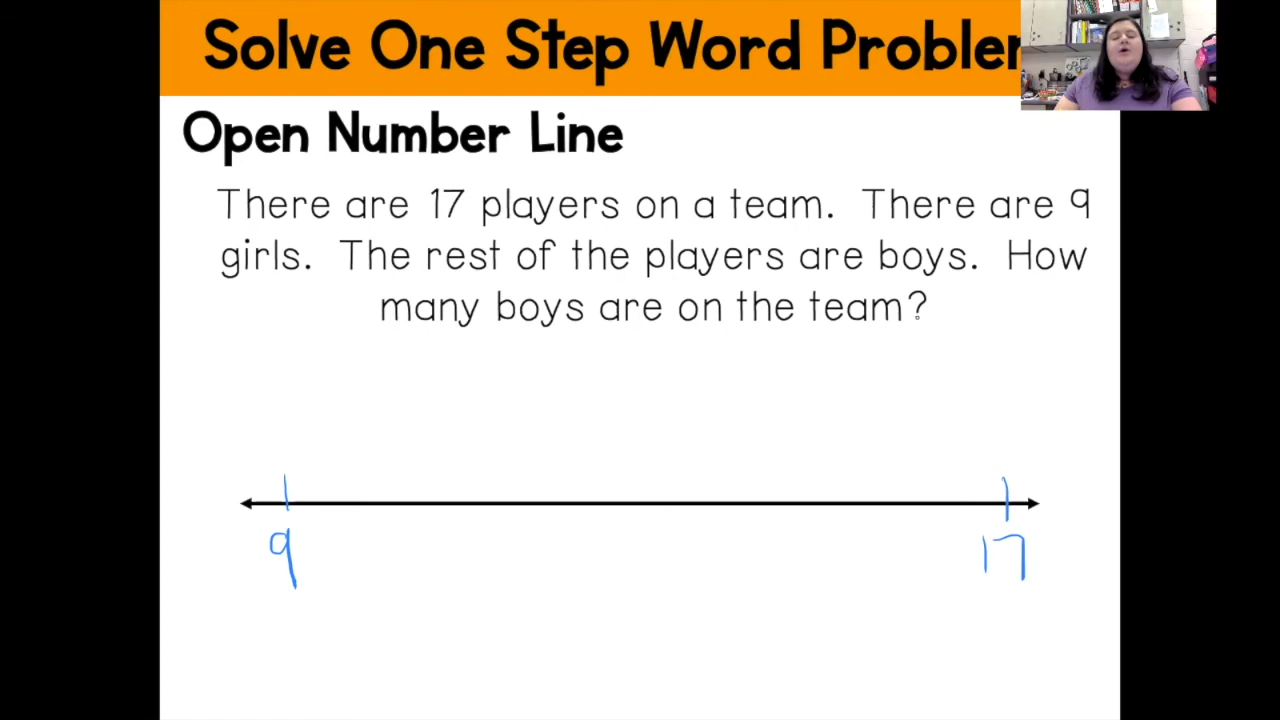 Solve One Step Word Proble
Open Number Line
There are 17 players on a team. There are 9
girls. The rest of the players are boys. How
many boys are on the team?
9
17